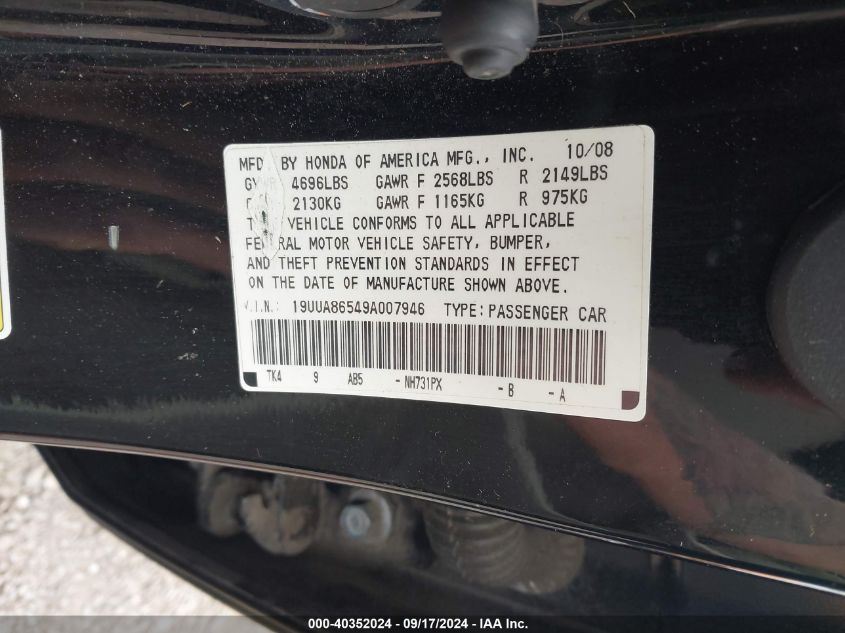 MFD. BY HONDA OF AMERICA MFG., INC. 10/08
4696LBS GAWR F 2568LBS R 2149LBS
2130KG GAWR F 1165KG R 975KG
VEHICLE CONFORMS TO ALL APPLICABLE
MOTOR VEHICLE SAFETY, BUMPER,
AND THEFT PREVENTION STANDARDS IN EFFECT
ON THE DATE OF MANUFACTURE SHOWN ABOVE.
V.I.N.: 19UUA86549A007946 TYPE:PASSENGER CAR
TK4 9 AB5 -NH731PX -B -A
000-40352024 - 09/17/2024 - IAA Inc.